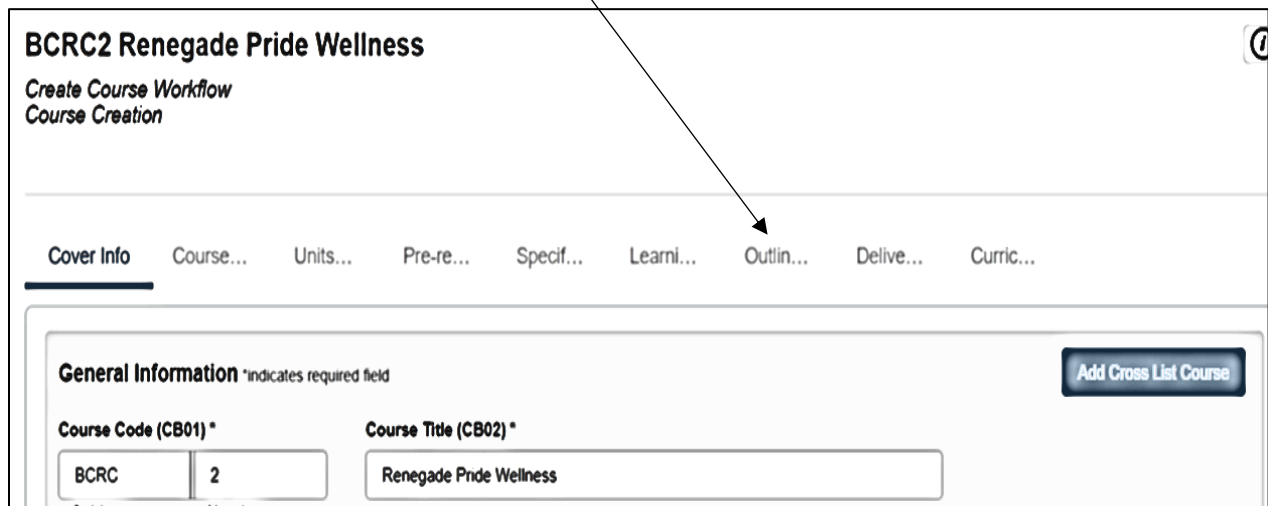 BCRC2 Renegade Pride Wellness
Create Course Workflow
Course Creation
Cover Info Course... Units... Pre-re... Specif... Learni... Outlin... Delive... Curric...
General Information *indicates required field Add Cross List Course
Course Code (CB01) * Course Title (CB02) *
BCRC 2 Renegade Pride Wellness